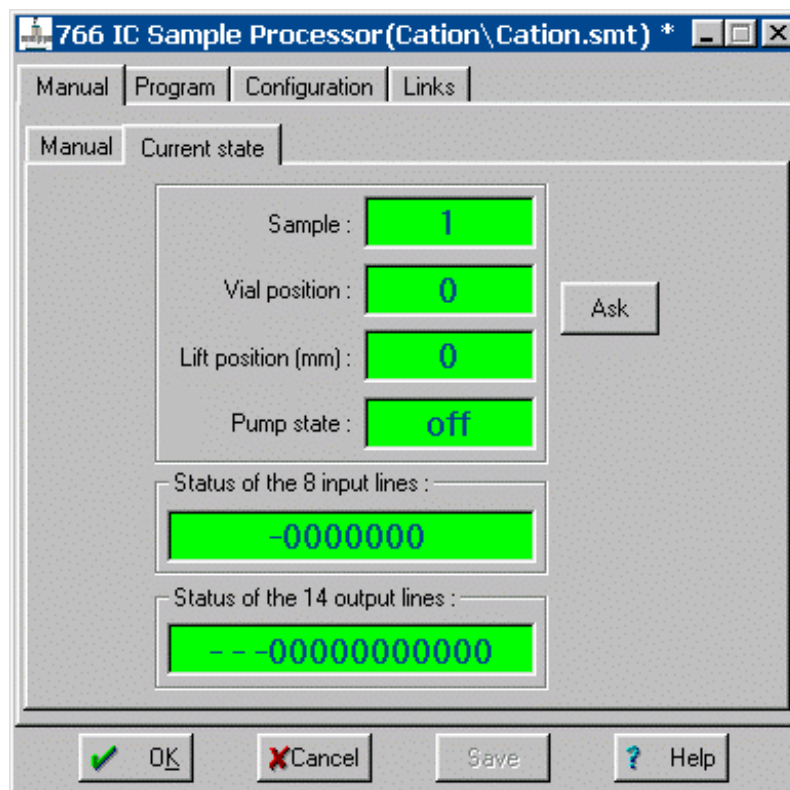 766 IC Sample Processor(Cation\Cation.smt) *
Manual Program Configuration Links
Manual Current state
Sample : 1
Vial position : 0
Ask
Lift position (mm) : 0
Pump state : off
Status of the 8 input lines :
-0000000
Status of the 14 output lines :
- - -00000000000
OK Cancel Save ? Help